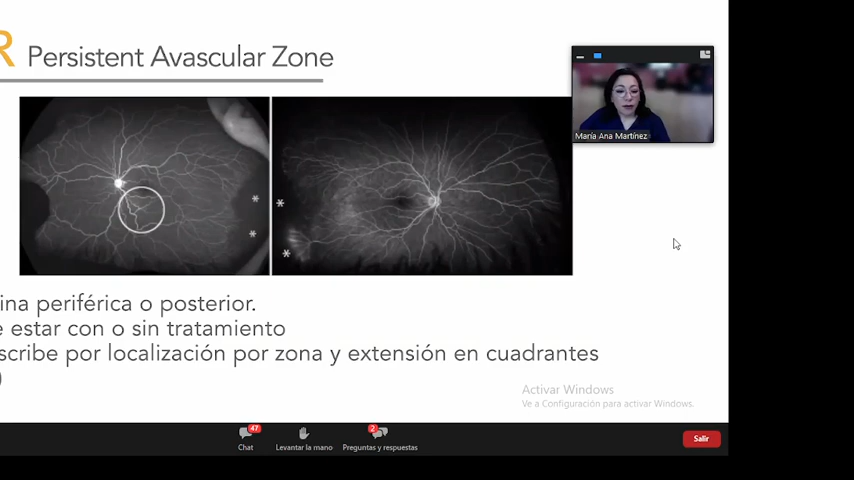 R Persistent Avascular Zone
María Ana Martínez
* *
* *
ina periférica o posterior.
e estar con o sin tratamiento
scribe por localización por zona y extensión en cuadrantes
)
Activar Windows
Ve a Configuración para activar Windows.
47
2
Chat
Levantar la mano
Preguntas y respuestas
Salir